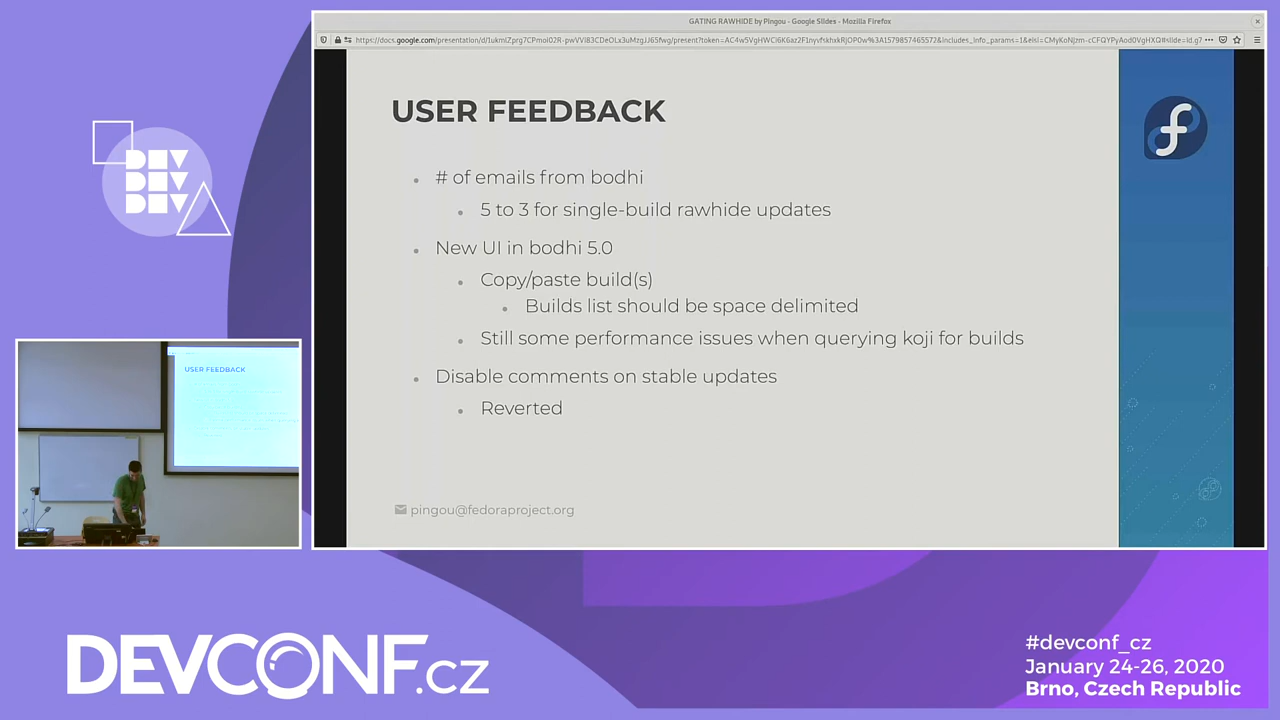 GATING RAWHIDE by Pingou - Google Slides - Mozilla Firefox
USER FEEDBACK
# of emails from bodhi
5 to 3 for single-build rawhide updates
New UI in bodhi 5.0
Copy/paste build(s)
Builds list should be space delimited
Still some performance issues when querying koji for builds
Disable comments on stable updates
Reverted
pingou@fedoraproject.org
DEV
DEV
DEV
USER FEEDBACK
DEVCONF.cz
#devconf_cz
January 24-26, 2020
Brno, Czech Republic